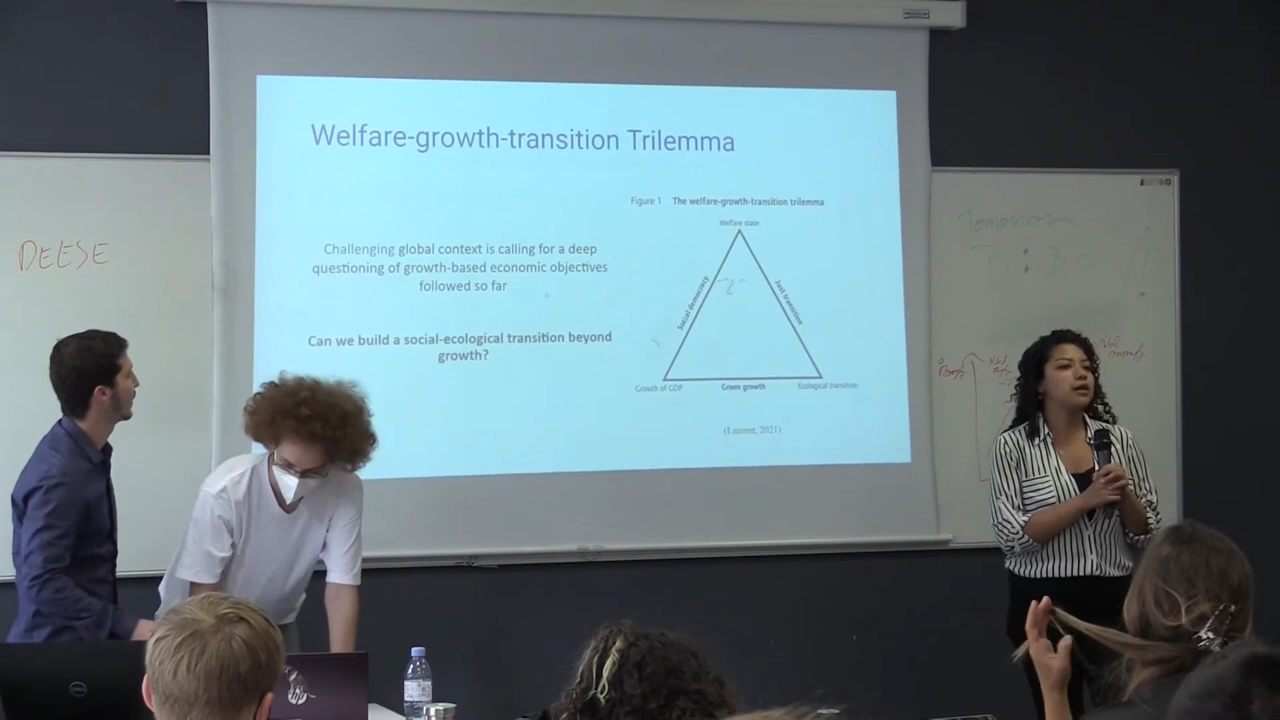 Welfare-growth-transition Trilemma
Challenging global context is calling for a deep
questioning of growth-based economic objectives
followed so far
Can we build a social-ecological transition beyond
growth?
Figure 1 The welfare-growth-transition trilemma
Welfare state
Social democracy
Just transition
Growth of GDP
Green growth
Ecological transition
(Laurent, 2021)
DEESE
Tomorrow
hp